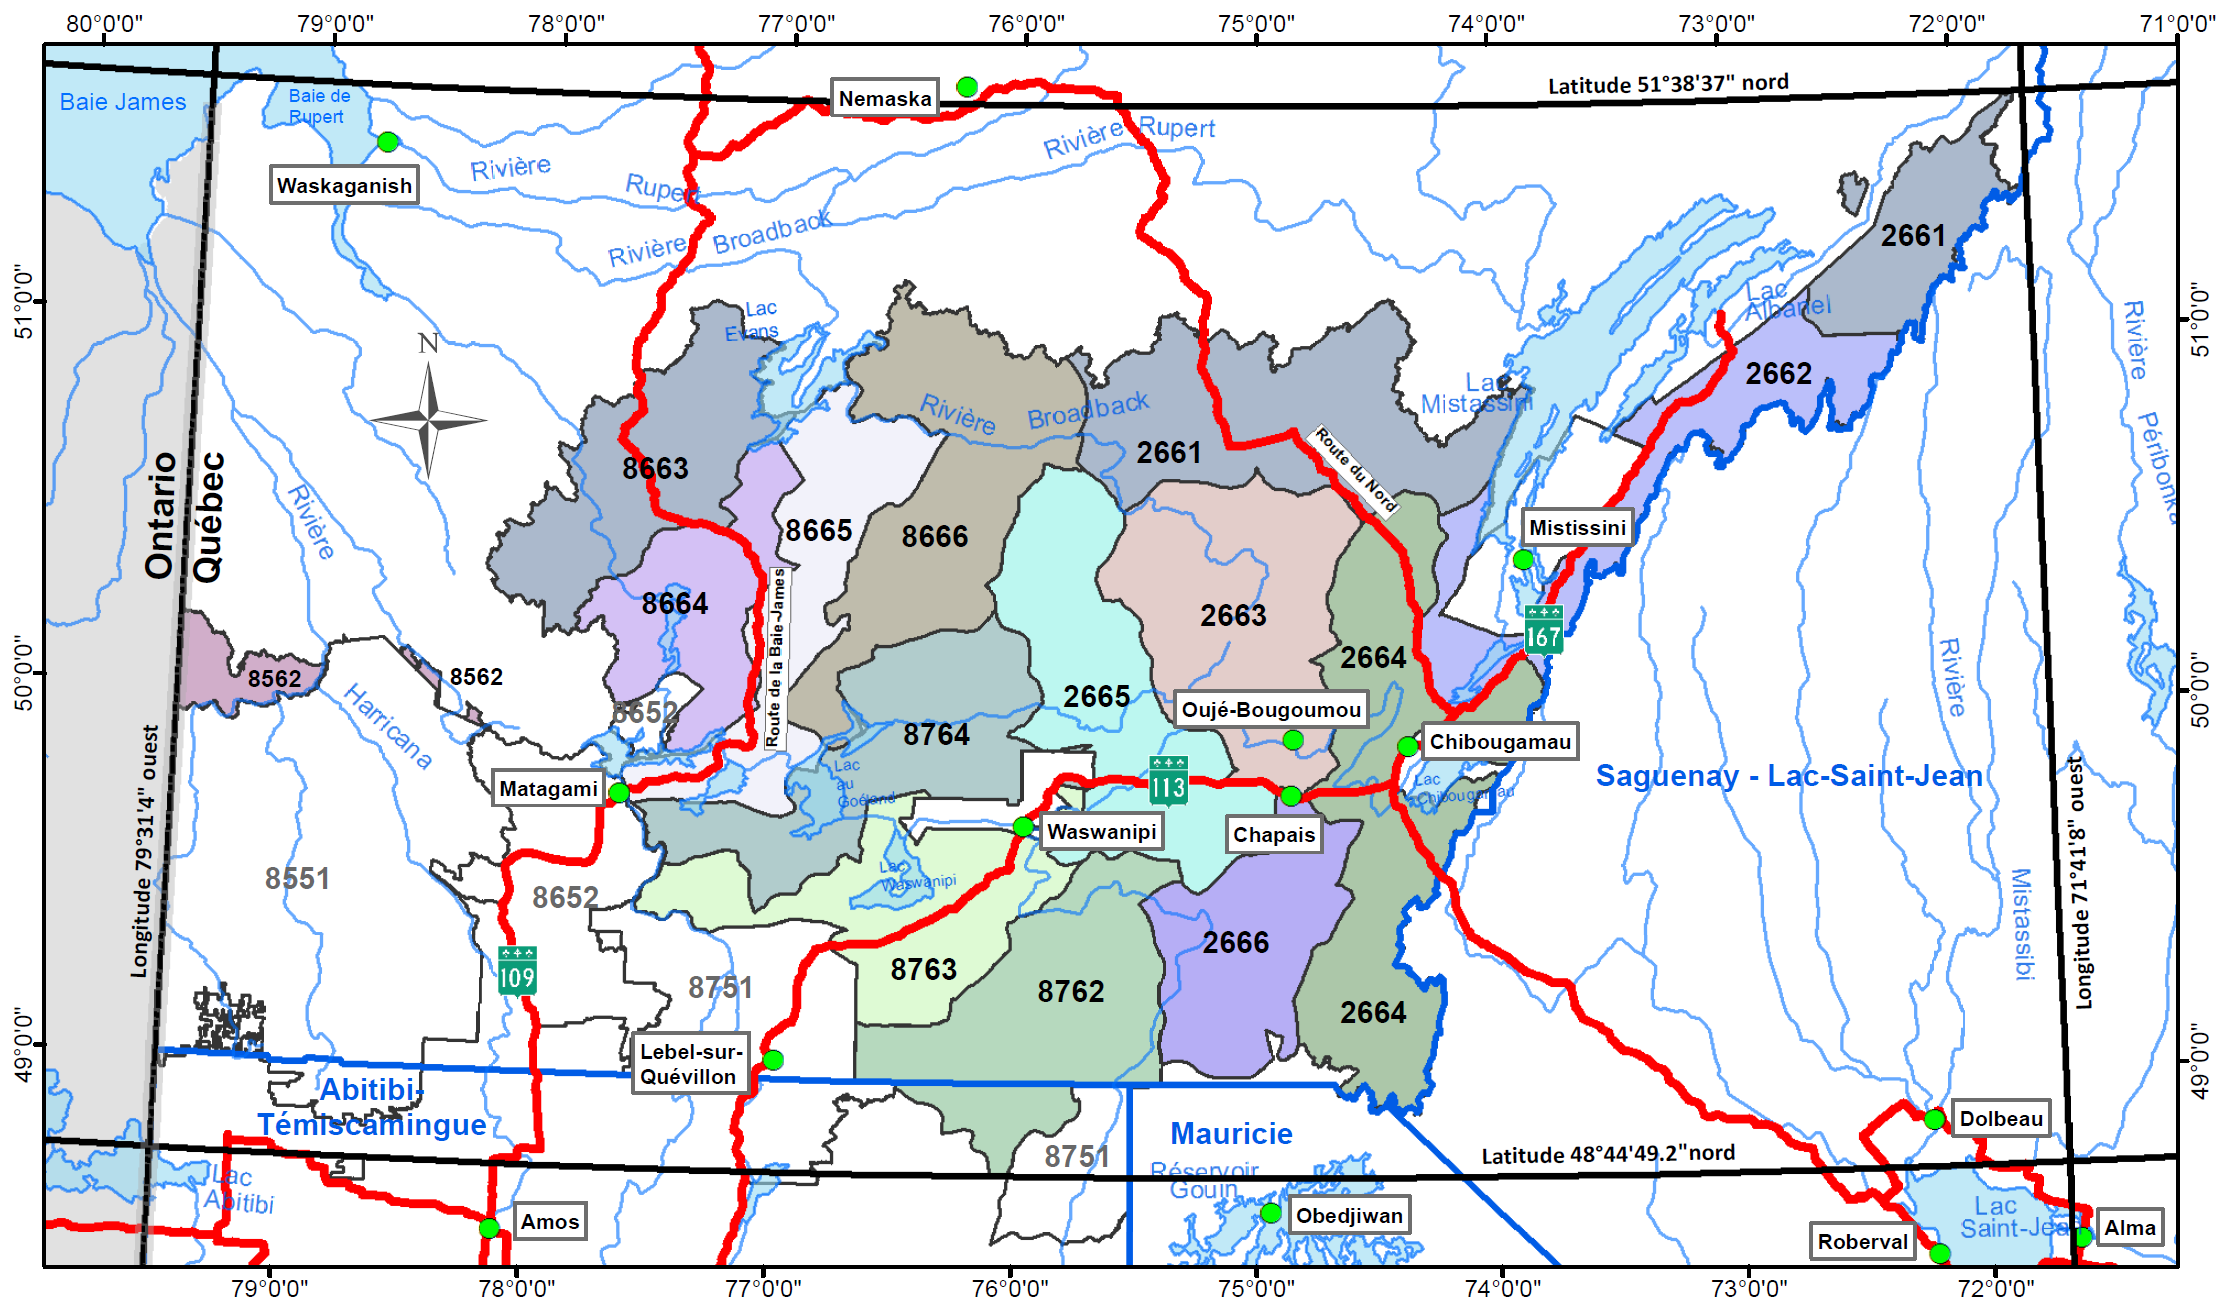 80°0'0"
79°0'0"
78°0'0"
77°0'0"
76°0'0"
75°0'0"
74°0'0"
73°0'0"
72°0'0"
71°0'0"
Latitude 51°38'37" nord
Baie James
Baie de
Rupert
Nemaska
Waskaganish
Rivière
Rupert
Rivière Rupert
Rivière Broadback
2661
51°0'0"
51°0'0"
Lac
Evans
Lac
Albanel
N
2662
Lac
Mistassini
Rivière
Péribonka
Rivière Broadback
8663
2661
Route du Nord
Ontario
Québec
Rivière
Harricana
8665
8666
Mistissini
8664
2663
167
Route de la Baie-James
2664
50°0'0"
50°0'0"
8562
8562
8652
2665
Oujé-Bougoumou
8764
Chibougamau
Rivière
Mistassibi
Longitude 79°31'4" ouest
Longitude 71°41'8" ouest
Matagami
Lac
au
Goéland
113
Lac
Chibougamau
Saguenay - Lac-Saint-Jean
Waswanipi
Chapais
8551
8652
Lac
Waswanipi
2666
109
8751
8763
8762
2664
49°0'0"
49°0'0"
Lebel-sur-
Quévillon
Abitibi-
Témiscamingue
Mauricie
8751
Latitude 48°44'49.2"nord
Dolbeau
Lac
Abitibi
Réservoir
Gouin
Amos
Obedjiwan
Lac
Saint-Jean
Roberval
Alma
79°0'0"
78°0'0"
77°0'0"
76°0'0"
75°0'0"
74°0'0"
73°0'0"
72°0'0"